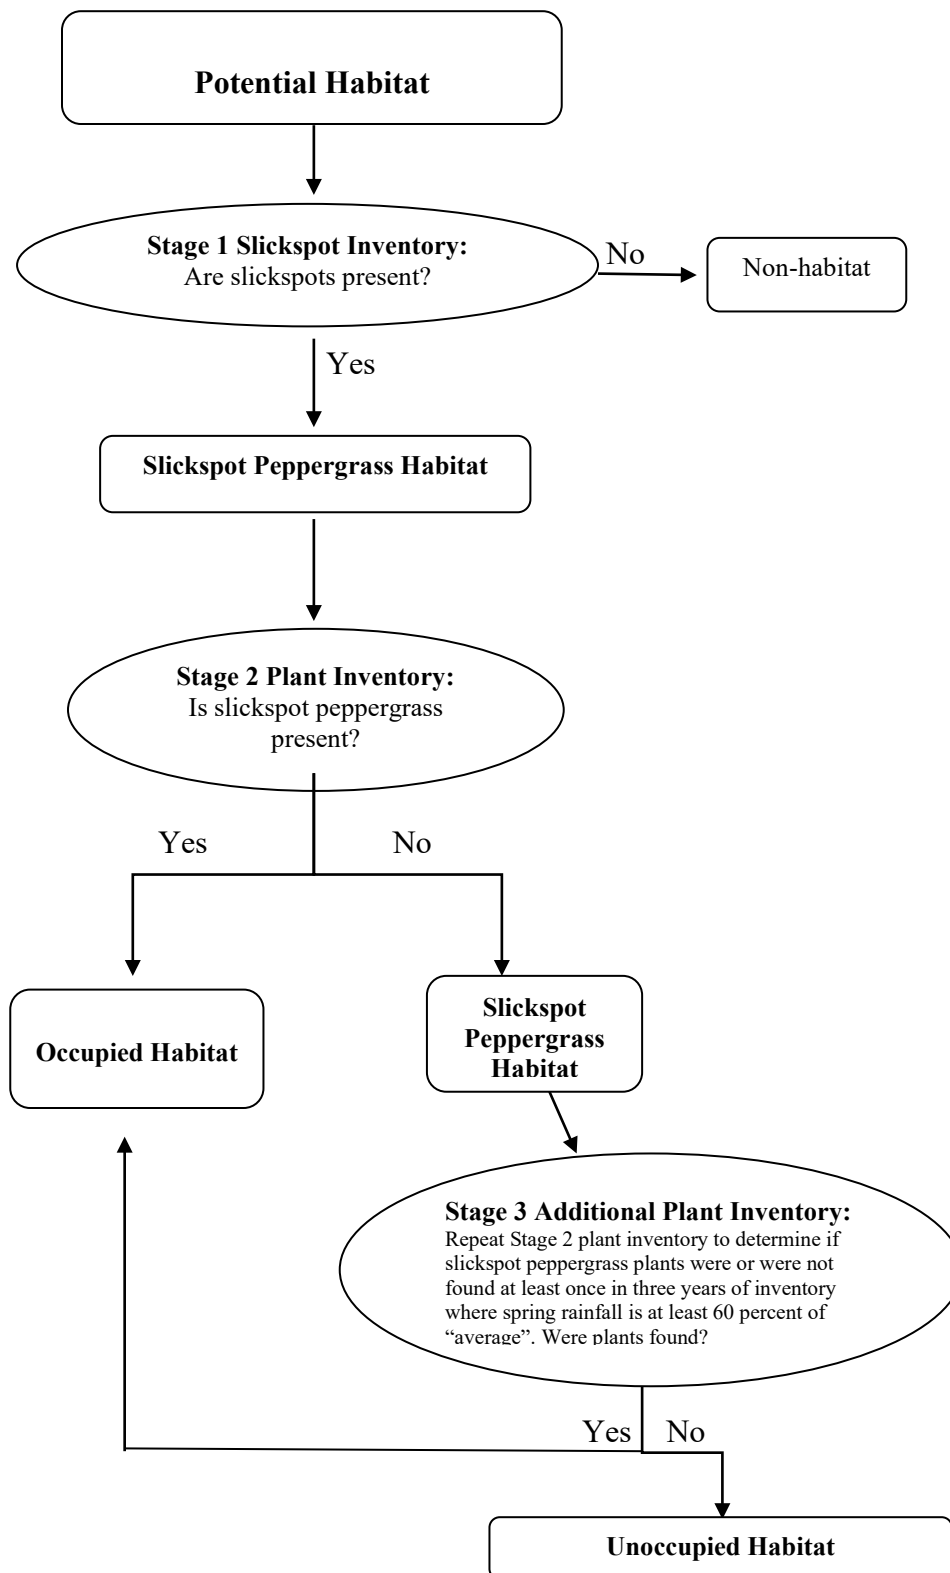 Potential Habitat
Stage 1 Slickspot Inventory:
Are slickspots present?
No
Non-habitat
Yes
Slickspot Peppergrass Habitat
Stage 2 Plant Inventory:
Is slickspot peppergrass
present?
Yes
No
Occupied Habitat
Slickspot
Peppergrass
Habitat
Stage 3 Additional Plant Inventory:
Repeat Stage 2 plant inventory to determine if
slickspot peppergrass plants were or were not
found at least once in three years of inventory
where spring rainfall is at least 60 percent of
“average”. Were plants found?
Yes
No
Unoccupied Habitat